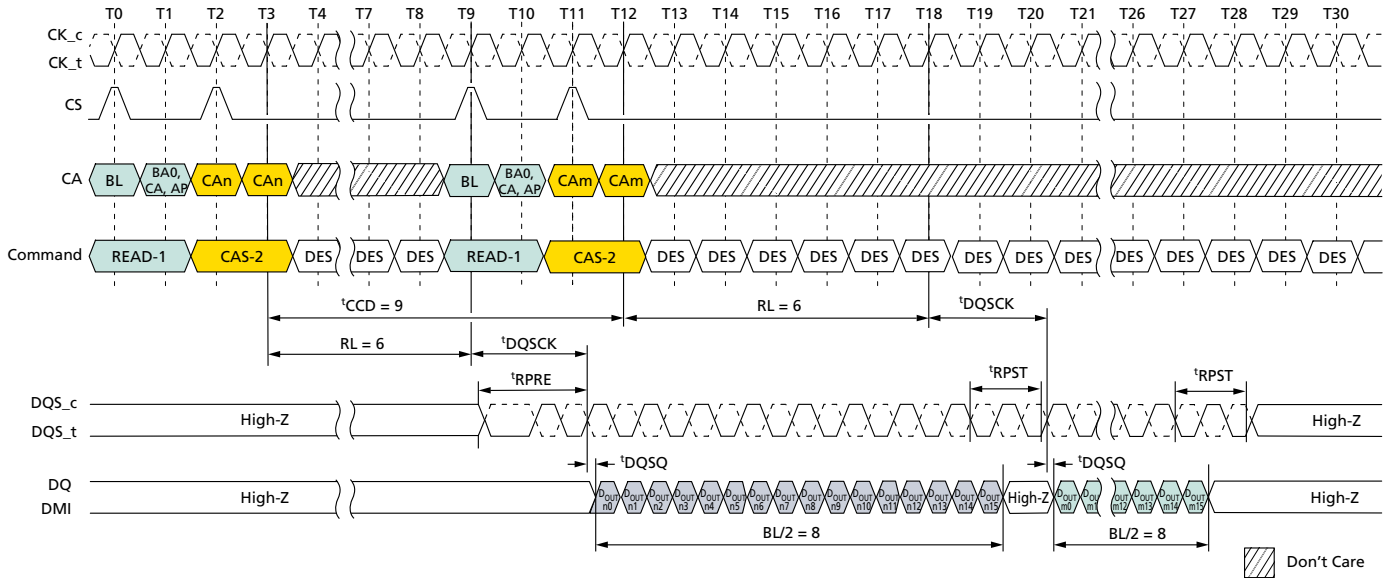 T0 T1 T2 T3 T4 T7 T8 T9 T10 T11 T12 T13 T14 T15 T16 T17 T18 T19 T20 T21 T26 T27 T28 T29 T30
CK_c
CK_t
CS
CA BL BA0, CA, AP CAn CAn BL BA0, CA, AP CAm CAm
Command READ-1 CAS-2 DES DES DES READ-1 CAS-2 DES DES DES DES DES DES DES DES DES DES DES DES DES DES
tCCD = 9 RL = 6 tDQSCK
RL = 6 tDQSCK
tRPRE tRPST tRPST
DQS_c
DQS_t High-Z High-Z
tDQSQ tDQSQ
DQ
DMI High-Z DOUT n0 DOUT n1 DOUT n2 DOUT n3 DOUT n4 DOUT n5 DOUT n6 DOUT n7 DOUT n8 DOUT n9 DOUT n10 DOUT n11 DOUT n12 DOUT n13 DOUT n14 DOUT n15 High-Z DOUT m0 DOUT m1 DOUT m12 DOUT m13 DOUT m14 DOUT m15 High-Z
BL/2 = 8 BL/2 = 8
Don't Care